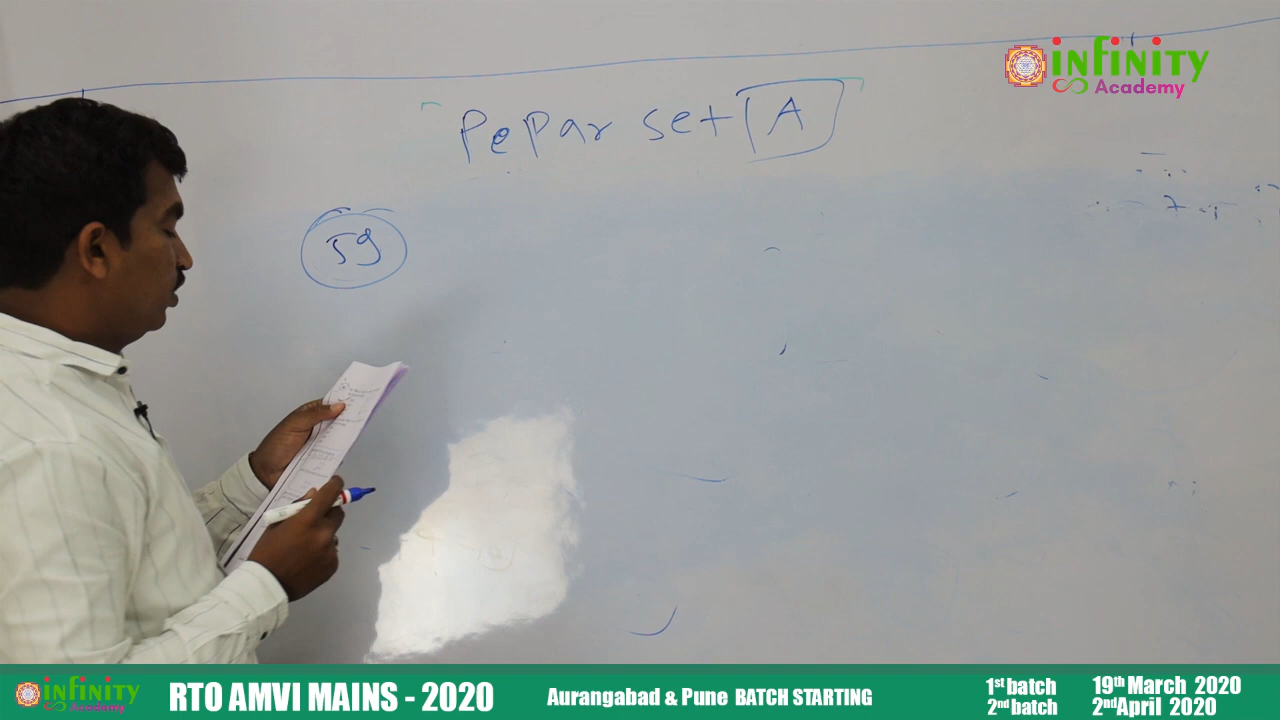 infinity
Academy
Pepar set A
59
infinity
Academy
RTO AMVI MAINS - 2020
Aurangabad & Pune BATCH STARTING
1st batch 19th March 2020
2nd batch 2nd April 2020